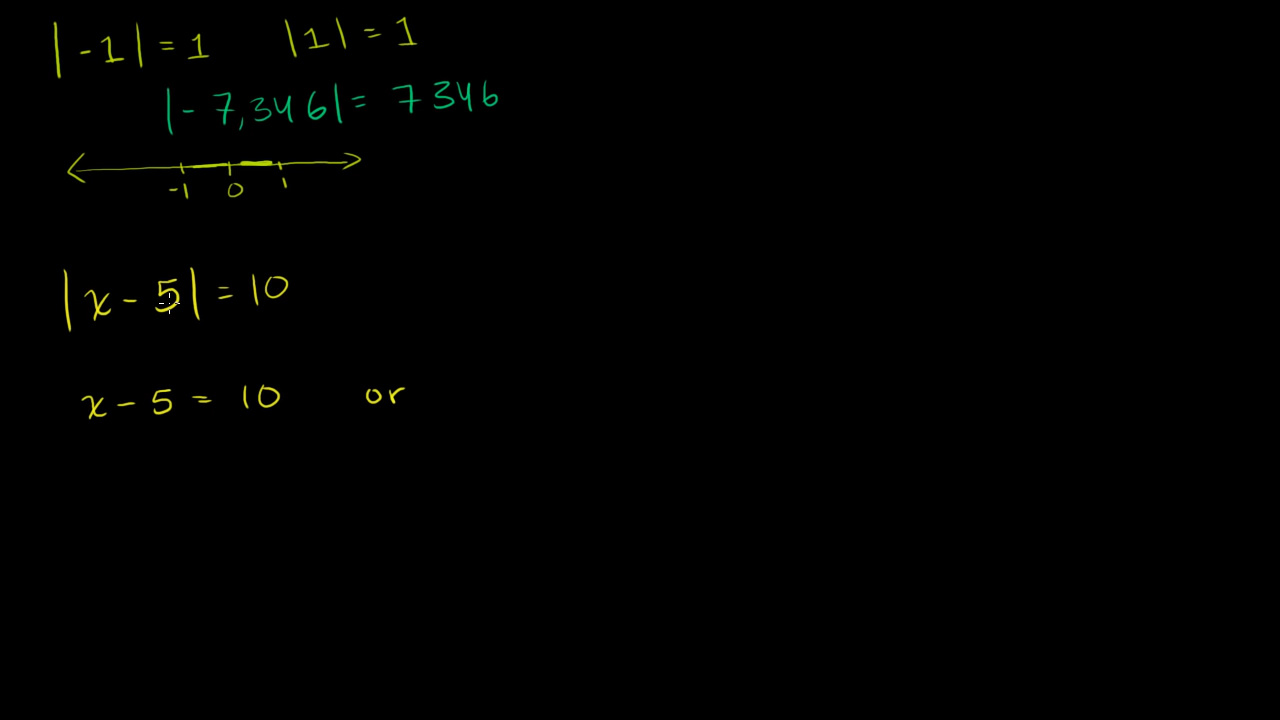 |-1| = 1 |1| = 1
|-7,346| = 7346
-1 0 1
|x - 5| = 10
x - 5 = 10 or